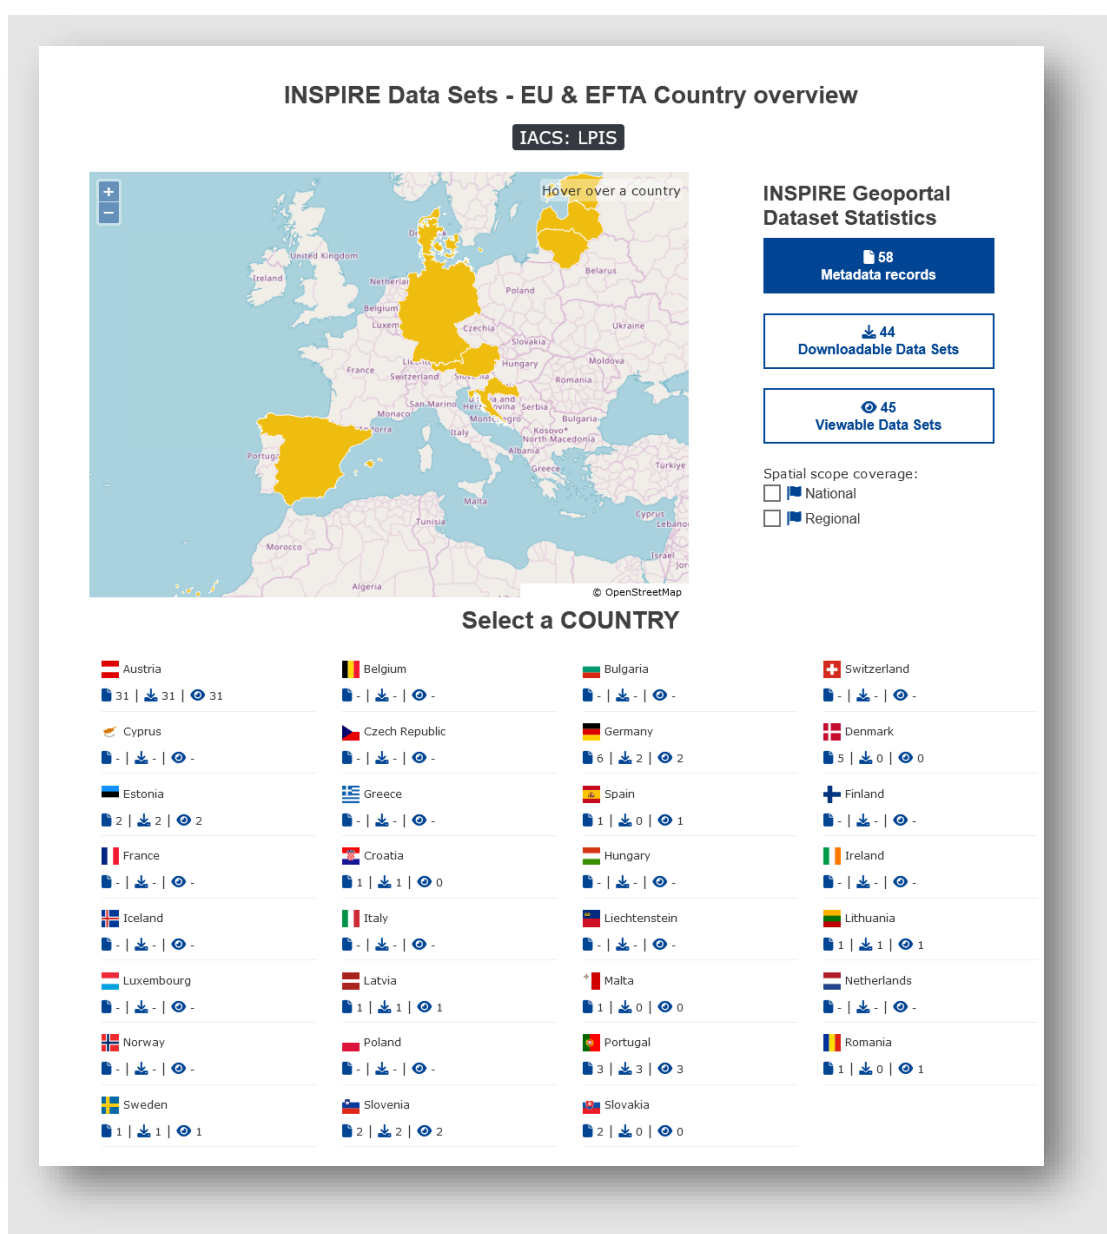 INSPIRE Data Sets - EU & EFTA Country overview
IACS: LPIS
+
−
Hover over a country
United Kingdom
Ireland
Belgium
Belarus
Poland
Czechia
Ukraine
Slovakia
France
Switzerland
Hungary
Moldova
Romania
San Marino
Serbia
Monaco
Bulgaria
Italy
Kosovo*
North Macedonia
Albania
Greece
Türkiye
Malta
Tunisia
Cyprus
Morocco
Israel
Algeria
© OpenStreetMap
INSPIRE Geoportal
Dataset Statistics
58
Metadata records
44
Downloadable Data Sets
45
Viewable Data Sets
Spatial scope coverage:
National
Regional
Select a COUNTRY
Austria
31 | 31 | 31
Belgium
- | - | -
Bulgaria
- | - | -
Switzerland
- | - | -
Cyprus
- | - | -
Czech Republic
- | - | -
Germany
6 | 2 | 2
Denmark
5 | 0 | 0
Estonia
2 | 2 | 2
Greece
- | - | -
Spain
1 | 0 | 1
Finland
- | - | -
France
- | - | -
Croatia
1 | 1 | 0
Hungary
- | - | -
Ireland
- | - | -
Iceland
- | - | -
Italy
- | - | -
Liechtenstein
- | - | -
Lithuania
1 | 1 | 1
Luxembourg
- | - | -
Latvia
1 | 1 | 1
Malta
1 | 0 | 0
Netherlands
- | - | -
Norway
- | - | -
Poland
- | - | -
Portugal
3 | 3 | 3
Romania
1 | 0 | 1
Sweden
1 | 1 | 1
Slovenia
2 | 2 | 2
Slovakia
2 | 0 | 0